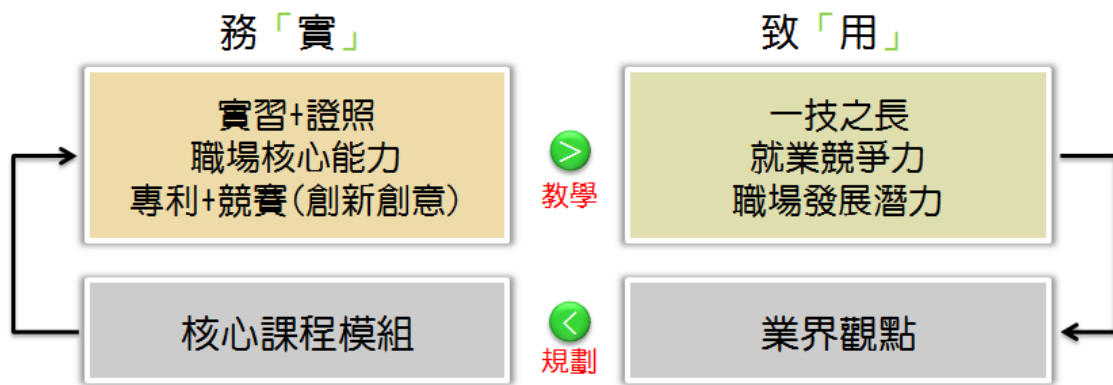 務「實」
致「用」
實習+證照
職場核心能力
專利+競賽(創新創意)
>
教學
一技之長
就業競爭力
職場發展潛力
核心課程模組
<
規劃
業界觀點